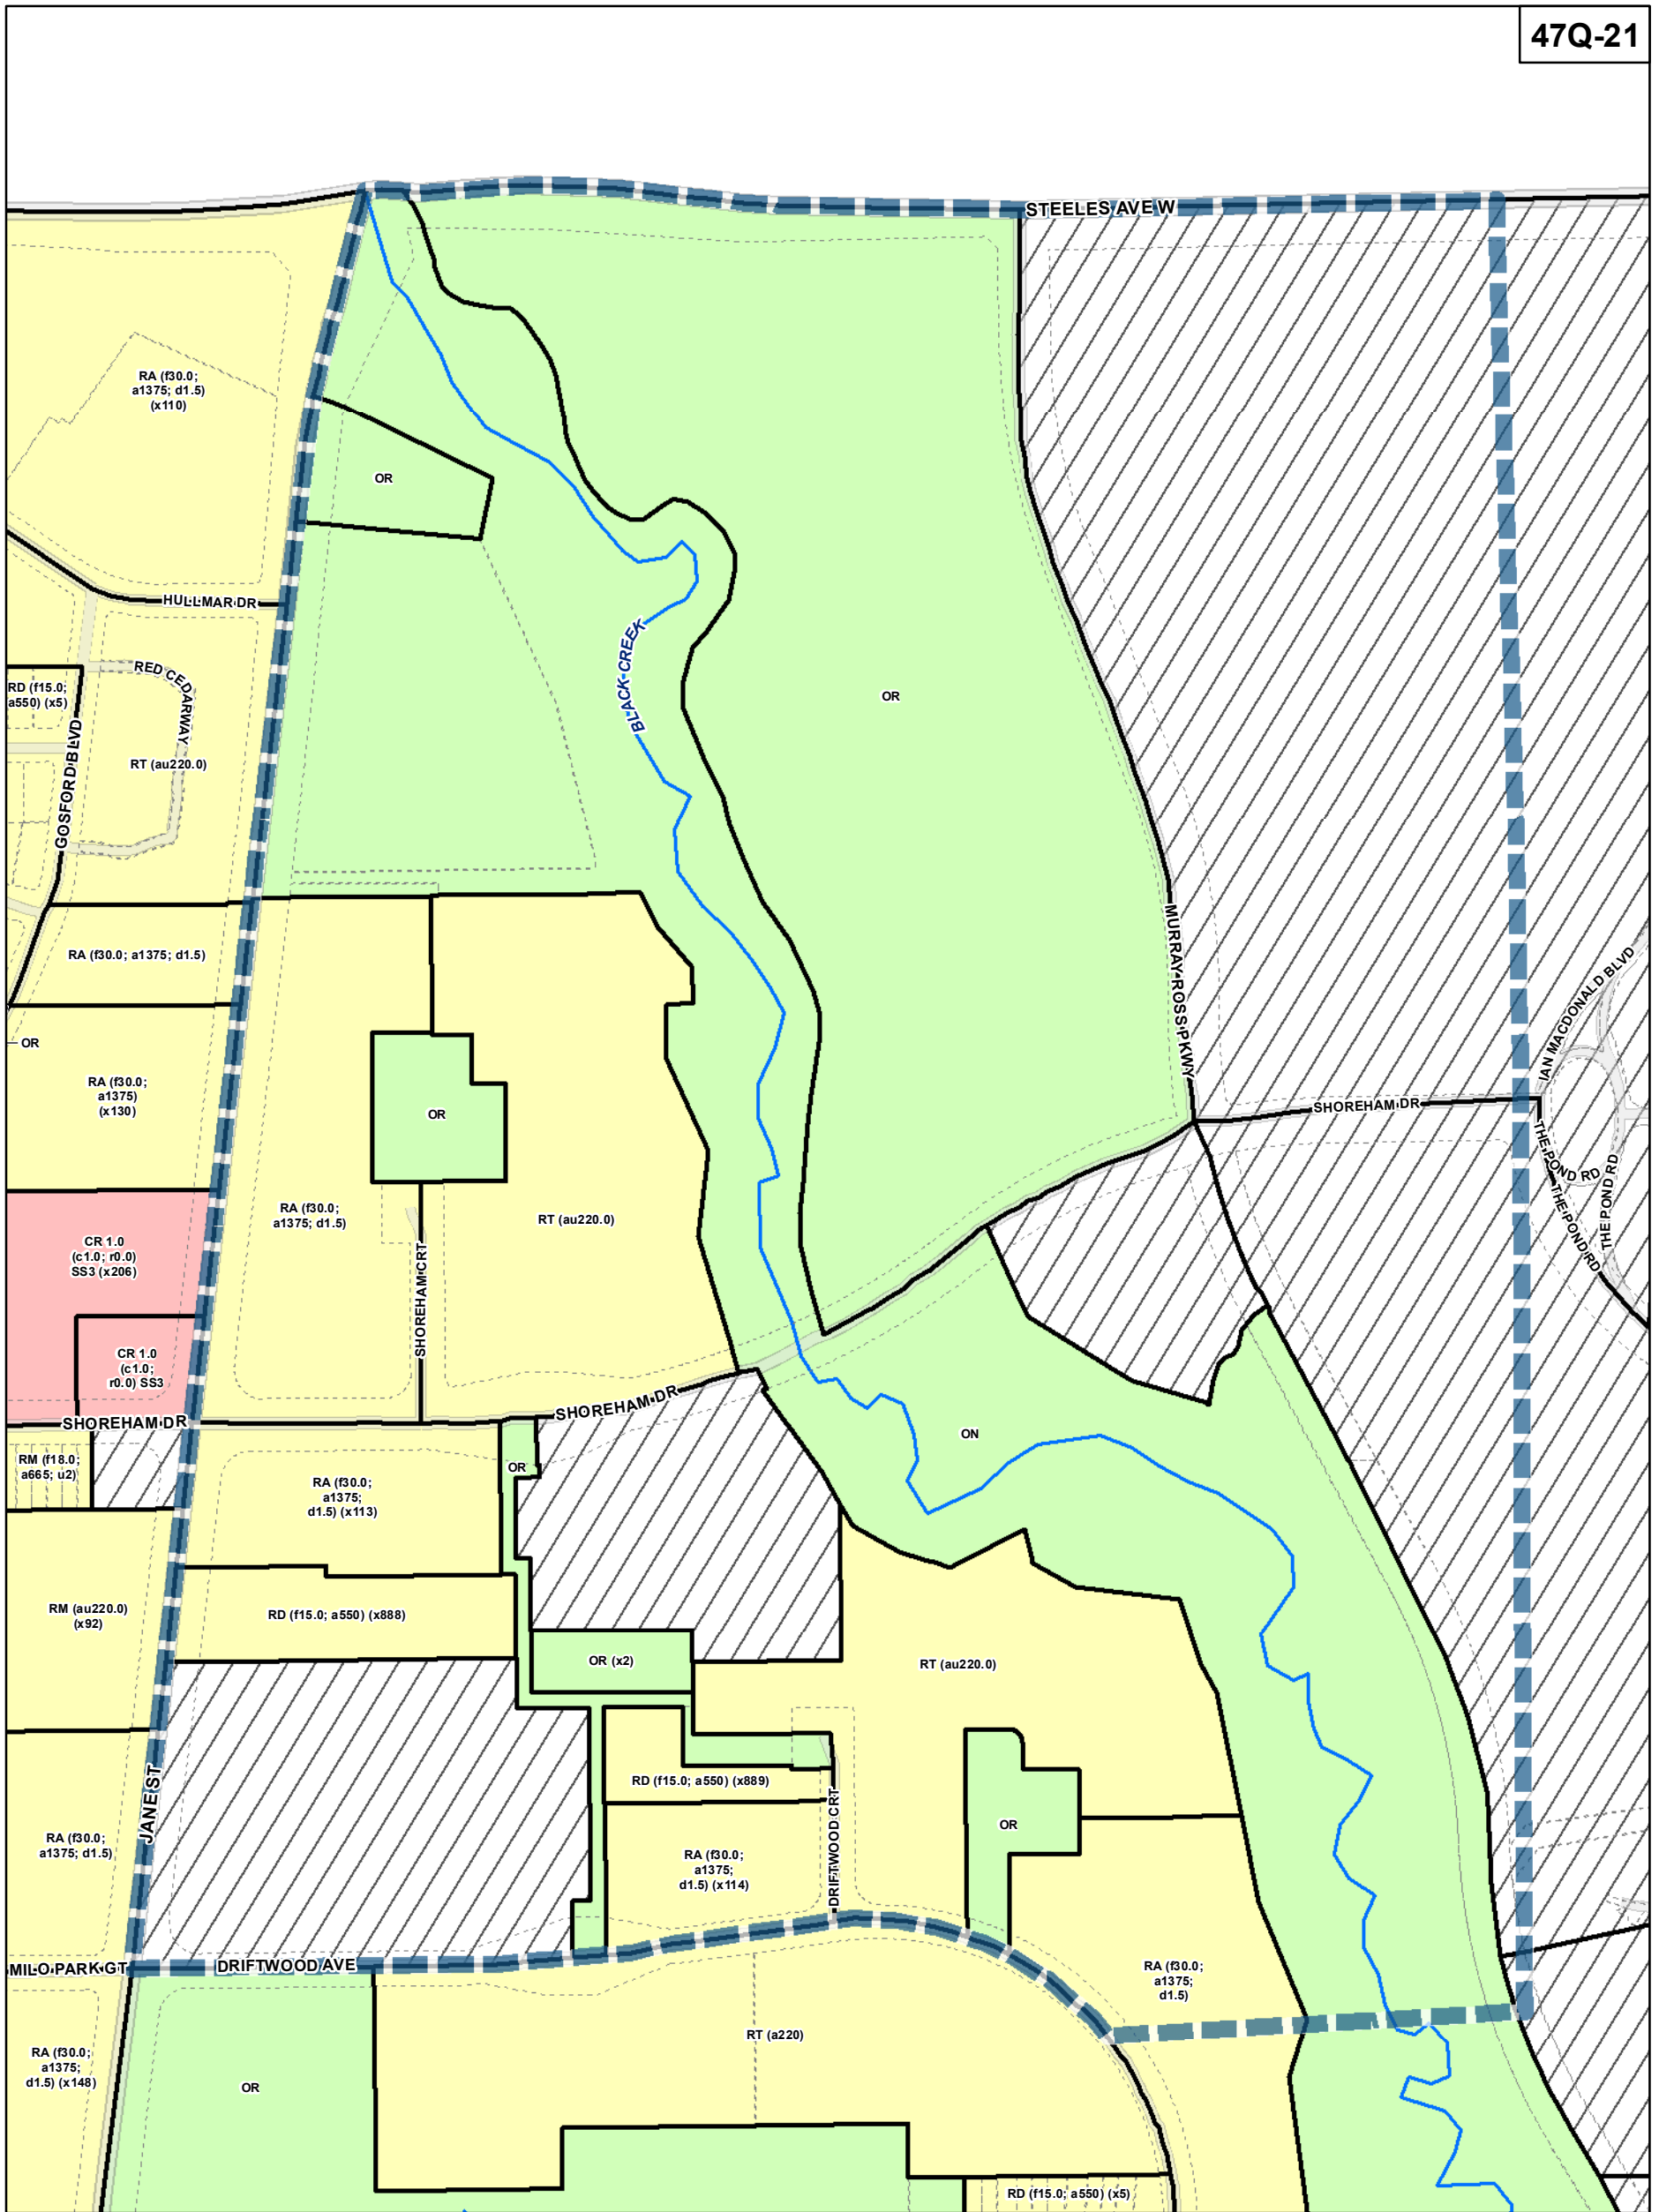 47Q-21
STEELES AVE W
RA (f30.0;
a1375; d1.5)
(x110)
OR
HULLMAR DR
BLACK CREEK
RED CEDARWAY
RD (f15.0;
a550) (x5)
OR
GOSFORD BLVD
RT (au220.0)
MURRAY ROSS PKWY
RA (f30.0; a1375; d1.5)
IAN MACDONALD BLVD
OR
RA (f30.0;
a1375)
(x130)
OR
SHOREHAM DR
THE POND RD
THE POND RD
THE POND RD
RA (f30.0;
a1375; d1.5)
RT (au220.0)
CR 1.0
(c1.0; r0.0)
SS3 (x206)
SHOREHAM CRT
CR 1.0
(c1.0;
r0.0) SS3
SHOREHAM DR
SHOREHAM DR
ON
RM (f18.0;
a665; u2)
OR
RA (f30.0;
a1375;
d1.5) (x113)
RM (au220.0)
(x92)
RD (f15.0; a550) (x888)
OR (x2)
RT (au220.0)
JANE ST
RD (f15.0; a550) (x889)
DRIFTWOOD CRT
OR
RA (f30.0;
a1375; d1.5)
RA (f30.0;
a1375;
d1.5) (x114)
MILO PARK GT
DRIFTWOOD AVE
RA (f30.0;
a1375;
d1.5)
RT (a220)
RA (f30.0;
a1375;
d1.5) (x148)
OR
RD (f15.0; a550) (x5)